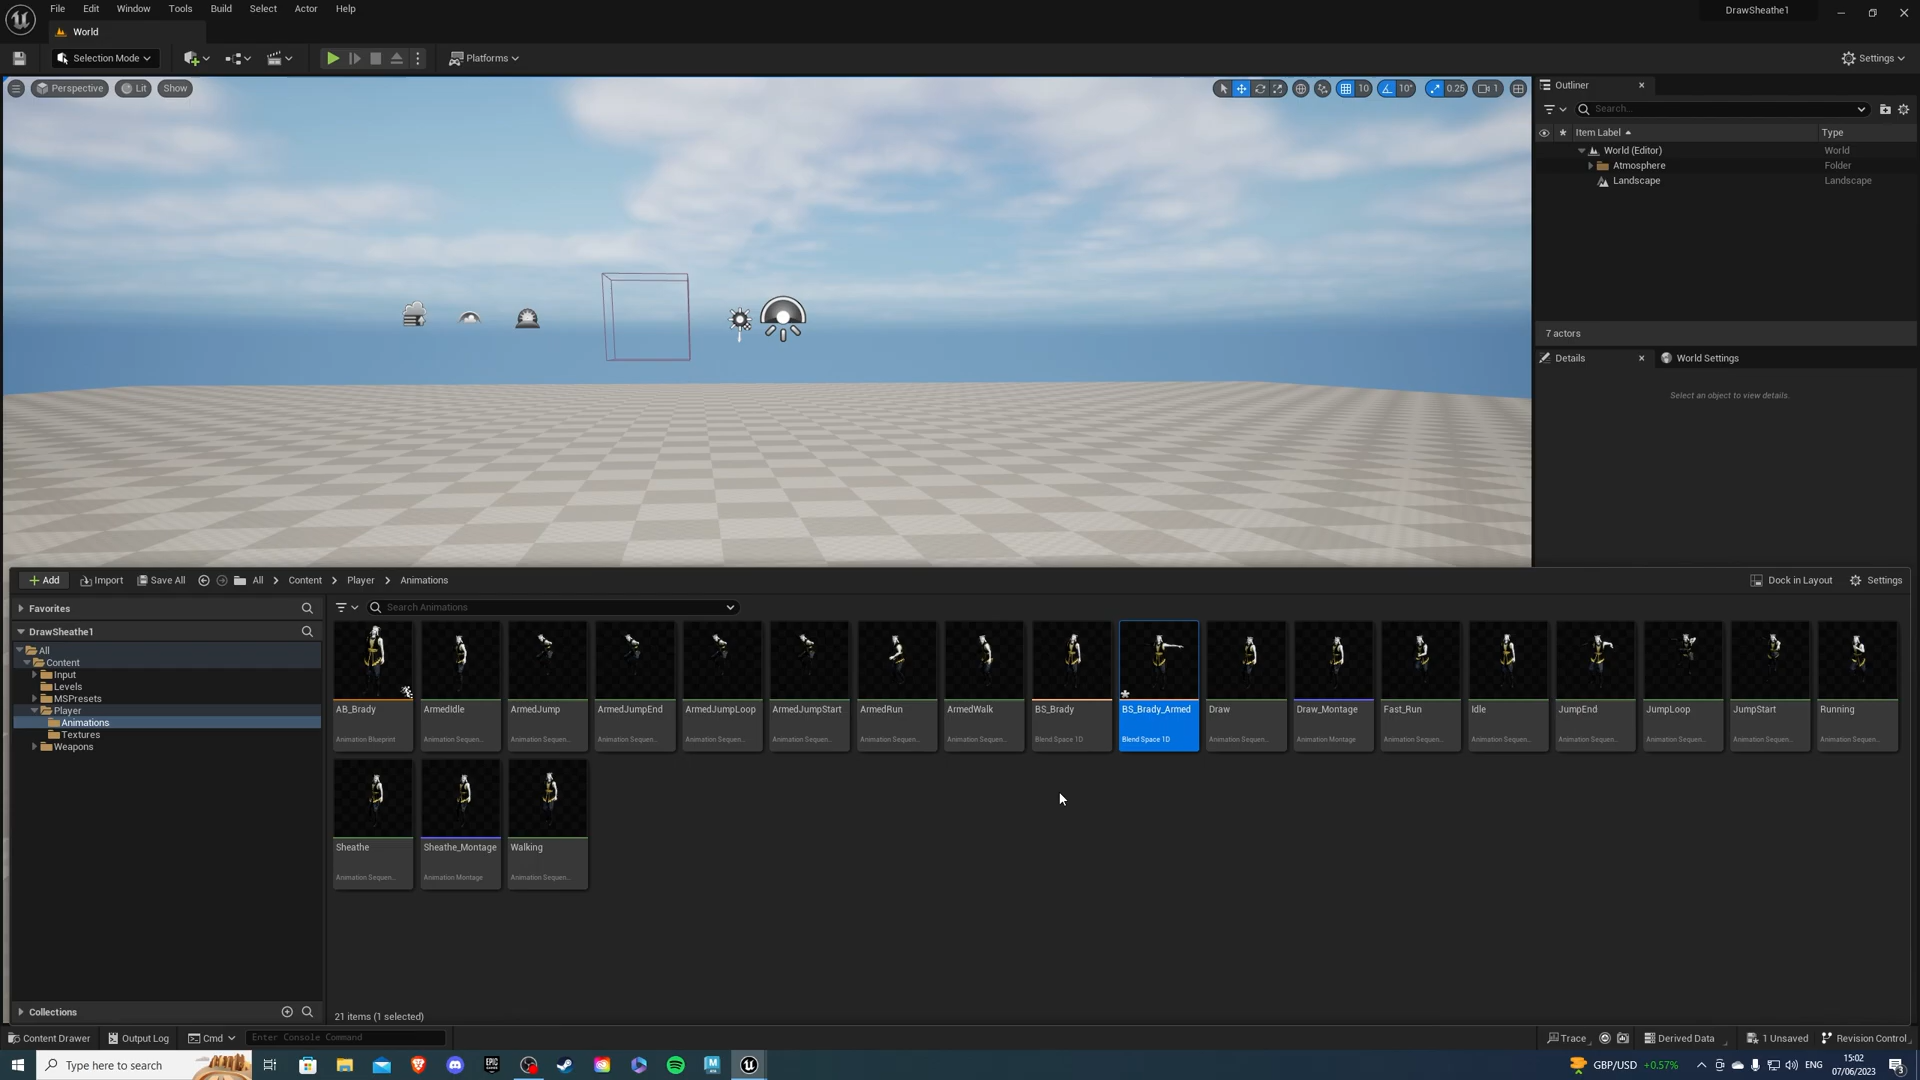 File Edit Window Tools Build Select Actor Help
DrawSheathe1
World
Selection Mode
Platforms
Settings
Perspective Lit Show
10 10° 0.25 1
Outliner
Search...
Item Label Type
World (Editor) World
Atmosphere Folder
Landscape Landscape
7 actors
Details World Settings
Select an object to view details.
Add Import Save All All Content Player Animations
Dock in Layout Settings
Favorites
Search Animations
DrawSheathe1
All
Content
Input
Levels
MSPresets
Player
Animations
Textures
Weapons
Collections
AB_Brady ArmedIdle ArmedJump ArmedJumpEnd ArmedJumpLoop ArmedJumpStart ArmedRun ArmedWalk BS_Brady BS_Brady_Armed Draw Draw_Montage Fast_Run Idle JumpEnd JumpLoop JumpStart Running
Animation Blueprint Animation Sequen... Animation Sequen... Animation Sequen... Animation Sequen... Animation Sequen... Animation Sequen... Animation Sequen... Blend Space 1D Blend Space 1D Animation Sequen... Animation Montage Animation Sequen... Animation Sequen... Animation Sequen... Animation Sequen... Animation Sequen... Animation Sequen...
Sheathe Sheathe_Montage Walking
Animation Sequen... Animation Montage Animation Sequen...
21 items (1 selected)
Content Drawer Output Log Cmd Enter Console Command
Trace Derived Data 1 Unsaved Revision Control
Type here to search
EPIC
GBP/USD +0.57%
ENG
15:02
07/06/2023
3